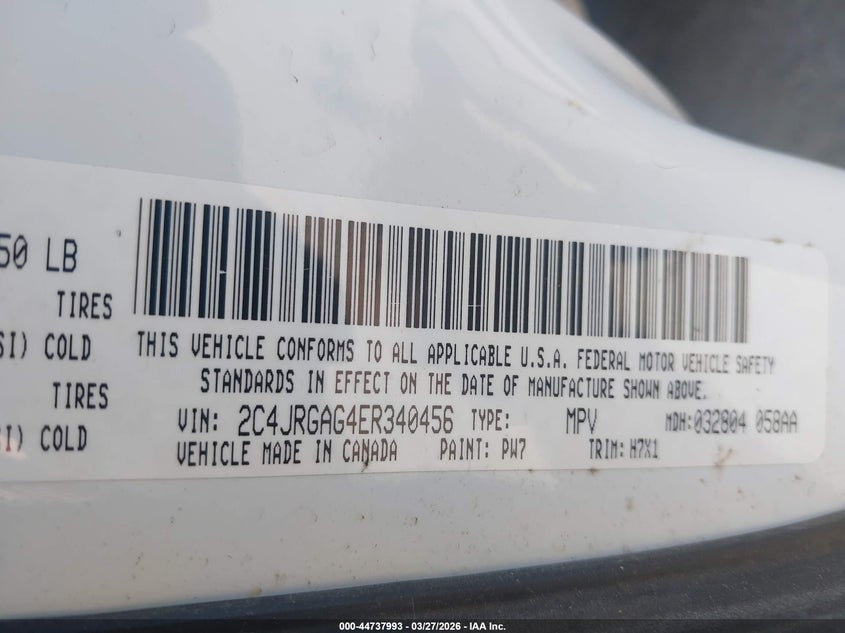 50 LB
TIRES
SI) COLD
TIRES
SI) COLD
THIS VEHICLE CONFORMS TO ALL APPLICABLE U.S.A. FEDERAL MOTOR VEHICLE SAFETY
STANDARDS IN EFFECT ON THE DATE OF MANUFACTURE SHOWN ABOVE.
VIN: 2C4JRGAG4ER340456 TYPE: MPV MDH:032804 058AA
VEHICLE MADE IN CANADA PAINT: PW7 TRIM: H7X1
000-44737993 — 03/27/2026 — IAA Inc.